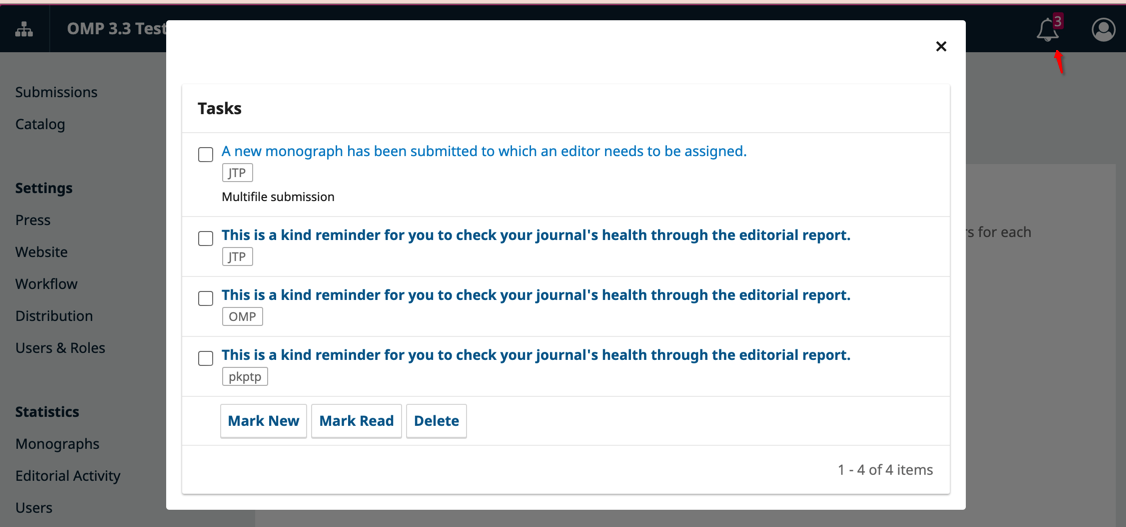 OMP 3.3 Test
3
Submissions
Catalog
Settings
Press
Website
Workflow
Distribution
Users & Roles
Statistics
Monographs
Editorial Activity
Users
Tasks
A new monograph has been submitted to which an editor needs to be assigned.
JTP
Multifile submission
This is a kind reminder for you to check your journal's health through the editorial report.
JTP
This is a kind reminder for you to check your journal's health through the editorial report.
OMP
This is a kind reminder for you to check your journal's health through the editorial report.
pkptp
Mark New Mark Read Delete
1 - 4 of 4 items
for each